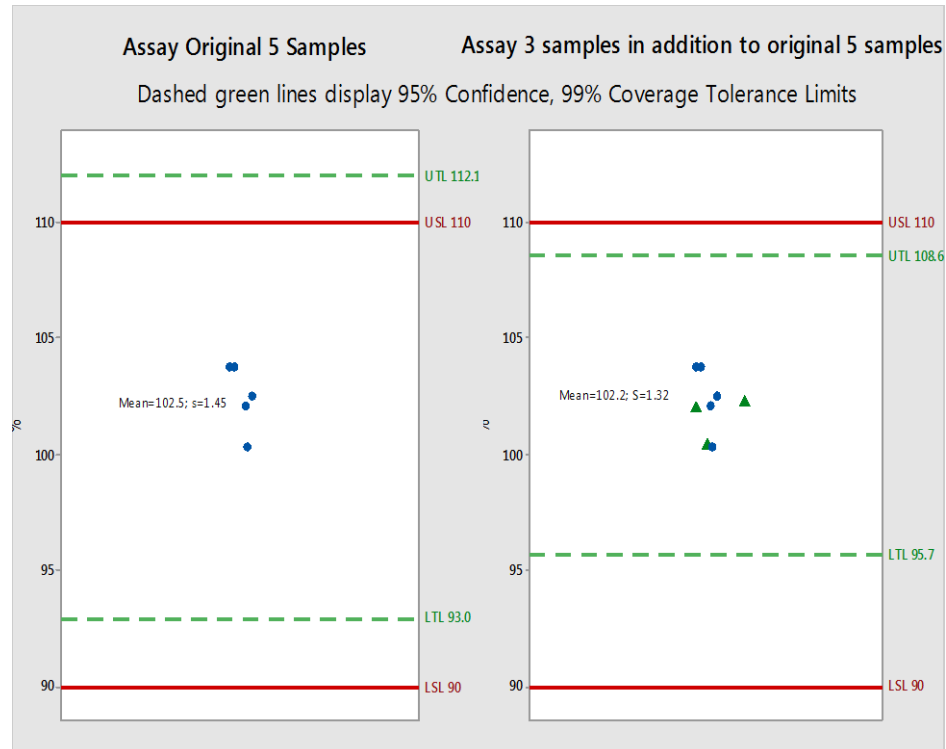 Assay Original 5 Samples
Assay 3 samples in addition to original 5 samples
Dashed green lines display 95% Confidence, 99% Coverage Tolerance Limits
UTL 112.1
110
USL 110
105
Mean=102.5; s=1.45
%
100
95
LTL 93.0
90
LSL 90
110
USL 110
UTL 108.6
105
Mean=102.2; S=1.32
%
100
95
LTL 95.7
90
LSL 90